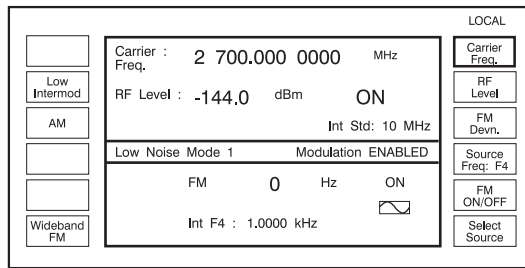 LOCAL
Carrier : Freq. 2 700.000 0000 MHz
RF Level : -144.0 dBm ON
Int Std: 10 MHz
Low Noise Mode 1 Modulation ENABLED
FM 0 Hz ON
Int F4 : 1.0000 kHz
Low
Intermod
AM
Wideband
FM
Carrier
Freq.
RF
Level
FM
Devn.
Source
Freq: F4
FM
ON/OFF
Select
Source